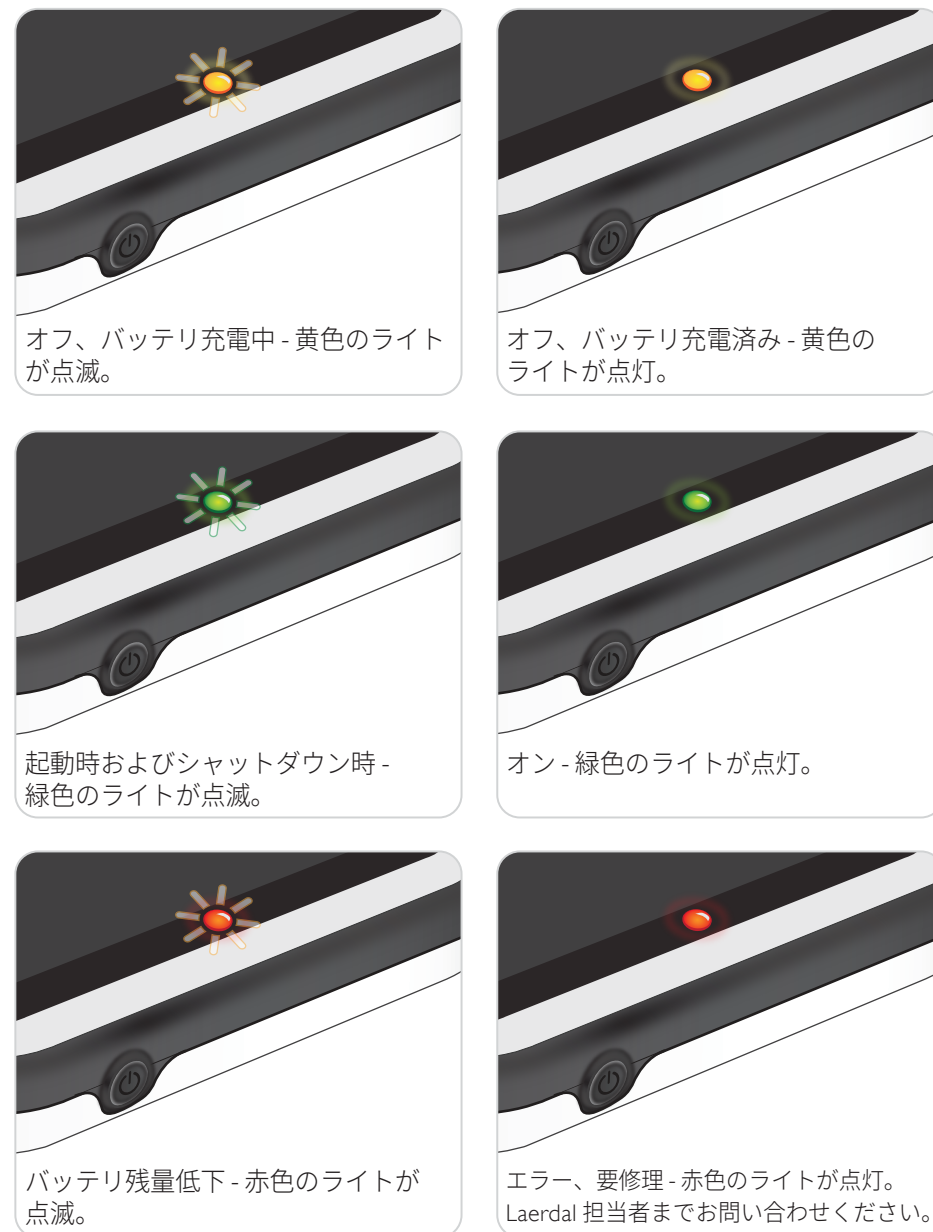 オフ、バッテリ充電中 - 黄色のライト
が点滅。
オフ、バッテリ充電済み - 黄色の
ライトが点灯。
起動時およびシャットダウン時 -
緑色のライトが点滅。
オン - 緑色のライトが点灯。
バッテリ残量低下 - 赤色のライトが
点滅。
エラー、要修理 - 赤色のライトが点灯。
Laerdal 担当者までお問い合わせください。